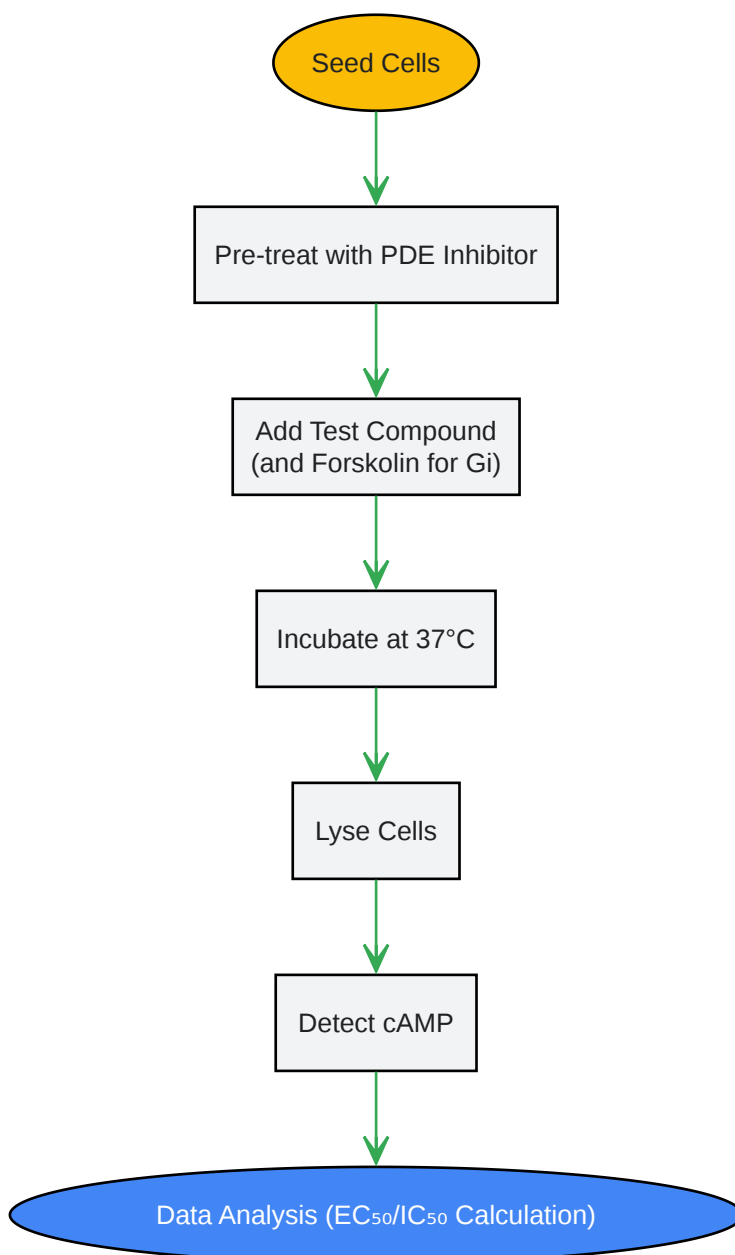 Seed Cells
Pre-treat with PDE Inhibitor
Add Test Compound
(and Forskolin for Gi)
Incubate at 37°C
Lyse Cells
Detect cAMP
Data Analysis (EC₅₀/IC₅₀ Calculation)